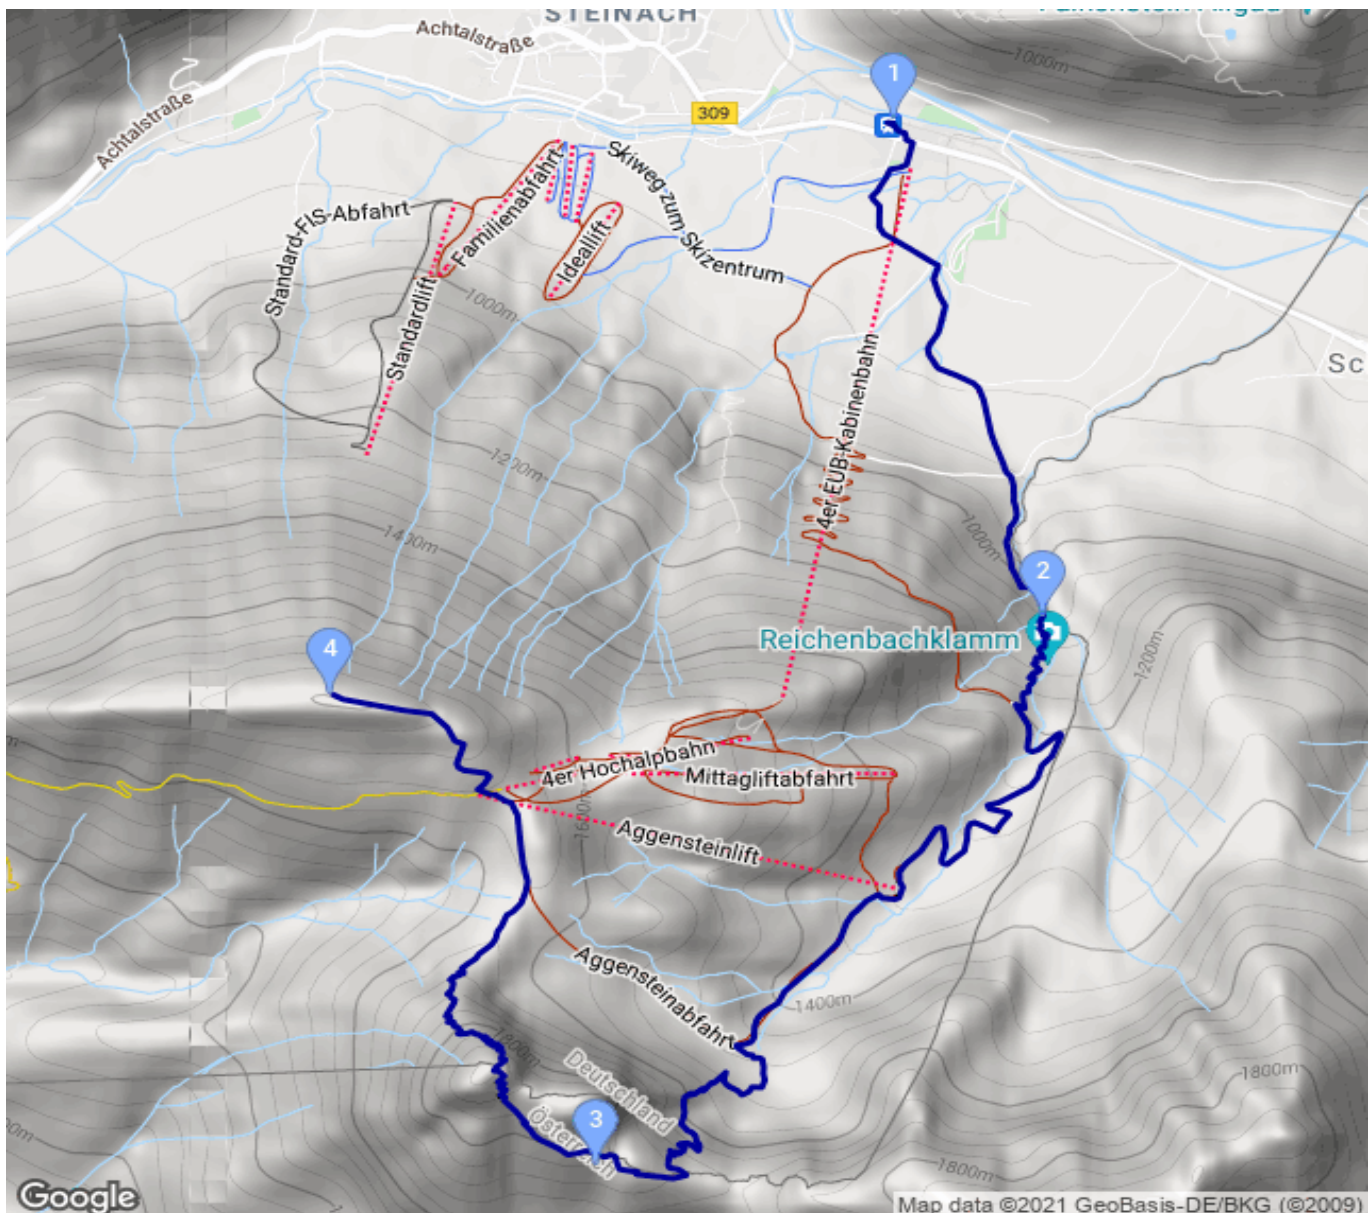 STEINACH
Achtalstraße
1000m
1
309
Achtalstraße
Skiweg zum Skizentrum
Familienabfahrt
Standard-FIS-Abfahrt
Ideallift
Standardlift
1000m
4er EUB-Kabinenbahn
Sc
1200m
1400m
1000m
2
Reichenbachklamm
1200m
4
4er Hochalpbahn
Mittagliftabfahrt
1600m
Aggensteinlift
Aggensteinabfahrt
1400m
1800m
Deutschland
1800m
3
Österreich
1800m
Google
Map data ©2021 GeoBasis-DE/BKG (©2009)